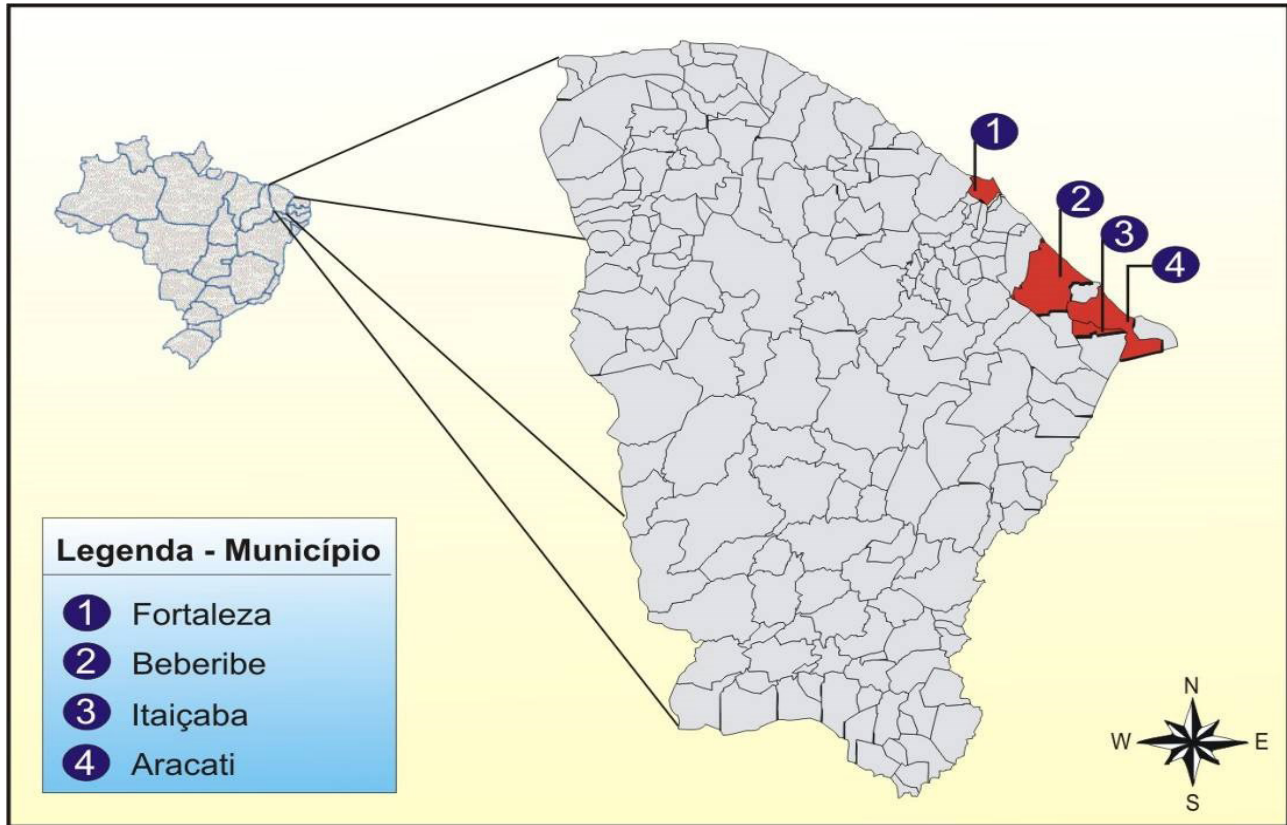 1
2
3
4
Legenda - Município
1 Fortaleza
2 Beberibe
3 Itaiçaba
4 Aracati
N
W E
S